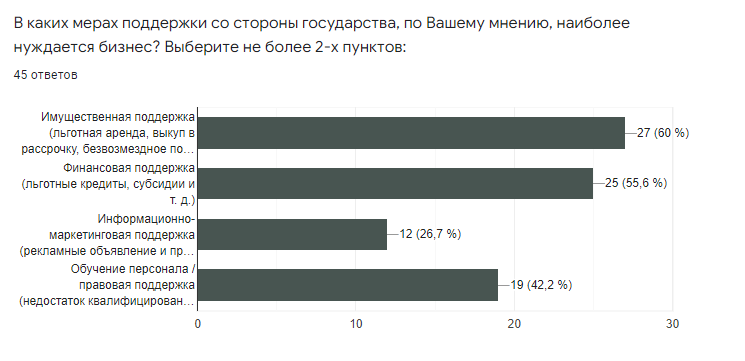 В каких мерах поддержки со стороны государства, по Вашему мнению, наиболее
нуждается бизнес? Выберите не более 2-х пунктов:
45 ответов
Имущественная поддержка
(льготная аренда, выкуп в
рассрочку, безвозмездное по…
27 (60 %)
Финансовая поддержка
(льготные кредиты, субсидии и
т. д.)
25 (55,6 %)
Информационно-
маркетинговая поддержка
(рекламные объявление и пр…
12 (26,7 %)
Обучение персонала /
правовая поддержка
(недостаток квалифицирован…
19 (42,2 %)
0 10 20 30